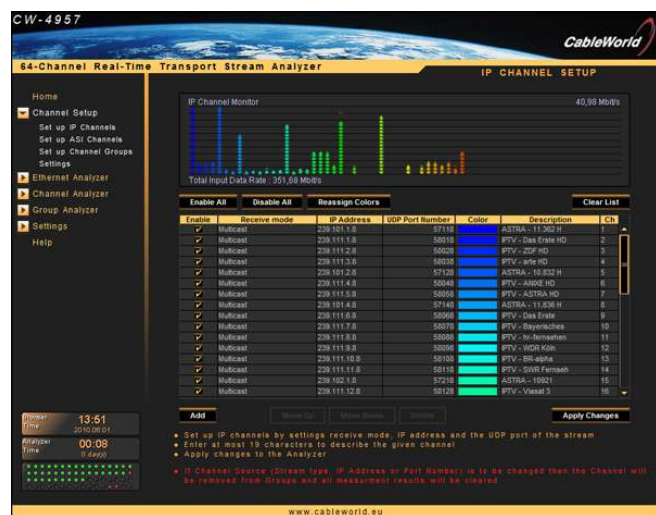 CW-4957
CableWorld
64-Channel Real-Time Transport Stream Analyzer
IP CHANNEL SETUP
Home
Channel Setup
Set up IP Channels
Set up ASI Channels
Set up Channel Groups
Settings
Ethernet Analyzer
Channel Analyzer
Group Analyzer
Settings
Help
IP Channel Monitor 40,98 Mbit/s
Total Input Data Rate : 351,68 Mbit/s
Enable All Disable All Reassign Colors Clear List
Enable Receive mode IP Address UDP Port Number Color Description Ch
Multicast 239.101.1.8 57118 ASTRA - 11.362 H 1
Multicast 239.111.1.8 58018 IPTV - Das Erste HD 2
Multicast 239.111.2.8 58028 IPTV - ZDF HD 3
Multicast 239.111.3.8 58038 IPTV - arte HD 4
Multicast 239.101.2.8 57128 ASTRA - 10.832 H 5
Multicast 239.111.4.8 58048 IPTV - ANIXE HD 6
Multicast 239.111.5.8 58058 IPTV - ASTRA HD 7
Multicast 239.101.4.8 57148 ASTRA - 11,836 H 8
Multicast 239.111.6.8 58068 IPTV - Das Erste 9
Multicast 239.111.7.8 58078 IPTV - Bayerisches 10
Multicast 239.111.8.8 58088 IPTV - hr-fernsehen 11
Multicast 239.111.9.8 58098 IPTV - WDR Köln 12
Multicast 239.111.10.8 58108 IPTV - BR-alpha 13
Multicast 239.111.11.8 58118 IPTV - SWR Fernseh 14
Multicast 239.102.1.8 57218 ASTRA - 10921 15
Multicast 239.111.12.8 58128 IPTV - Viasat 3 16
Add Move Up Move Down Delete Apply Changes
Browser Time 13:51
2010.06.01.
Analyzer Time 00:08
0 day(s)
Set up IP channels by settings receive mode, IP address and the UDP port of the stream
Enter at most 19 characters to describe the given channel
Apply changes to the Analyzer
If Channel Source (Stream type, IP Address or Port Number) is to be changed then the Channel will
be removed from Groups and all measurment results will be cleared
www.cableworld.eu